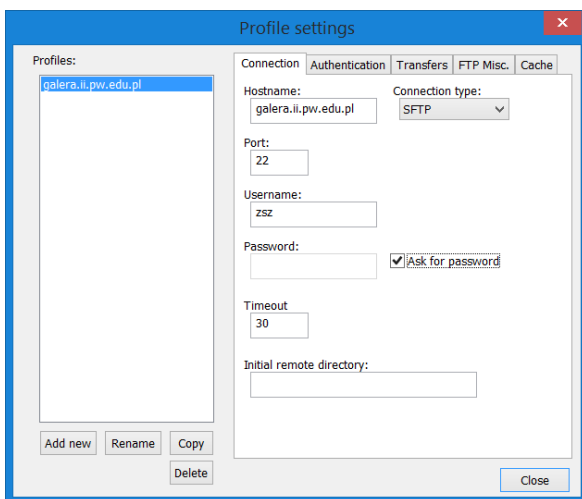 Profile settings
Profiles:
galera.ii.pw.edu.pl
Add new Rename Copy
Delete
Connection Authentication Transfers FTP Misc. Cache
Hostname: Connection type:
galera.ii.pw.edu.pl SFTP
Port:
22
Username:
zsz
Password:
Ask for password
Timeout
30
Initial remote directory:
Close